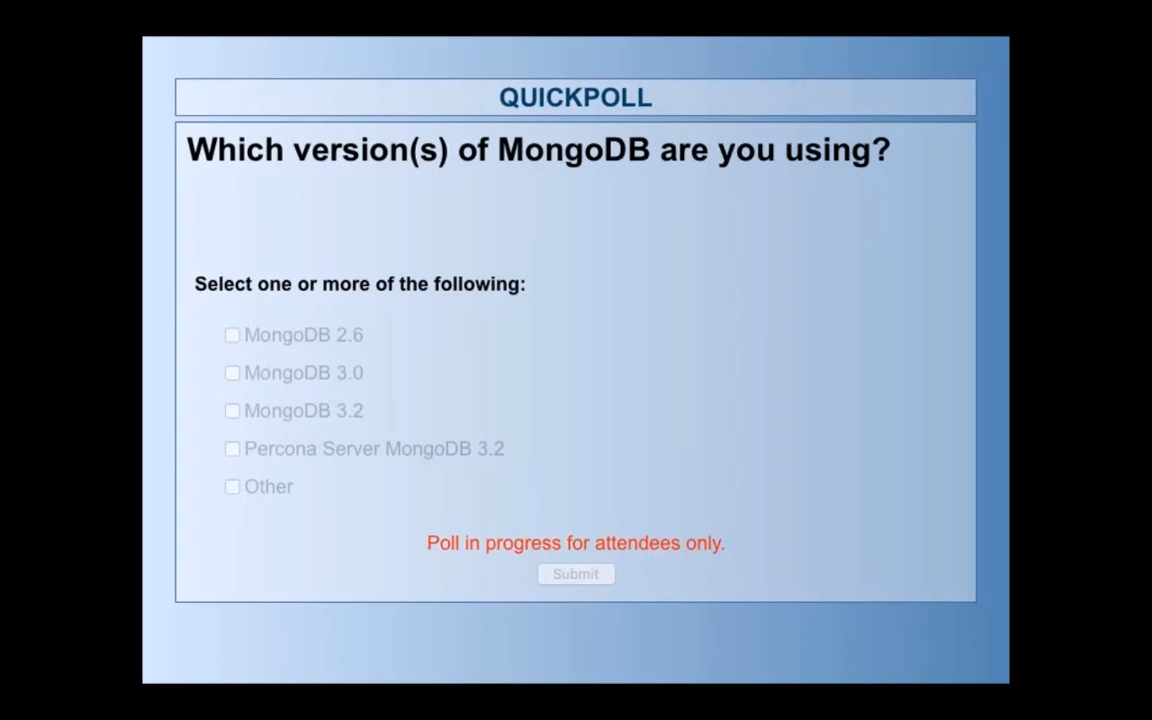 QUICKPOLL
Which version(s) of MongoDB are you using?
Select one or more of the following:
MongoDB 2.6
MongoDB 3.0
MongoDB 3.2
Percona Server MongoDB 3.2
Other
Poll in progress for attendees only.
Submit